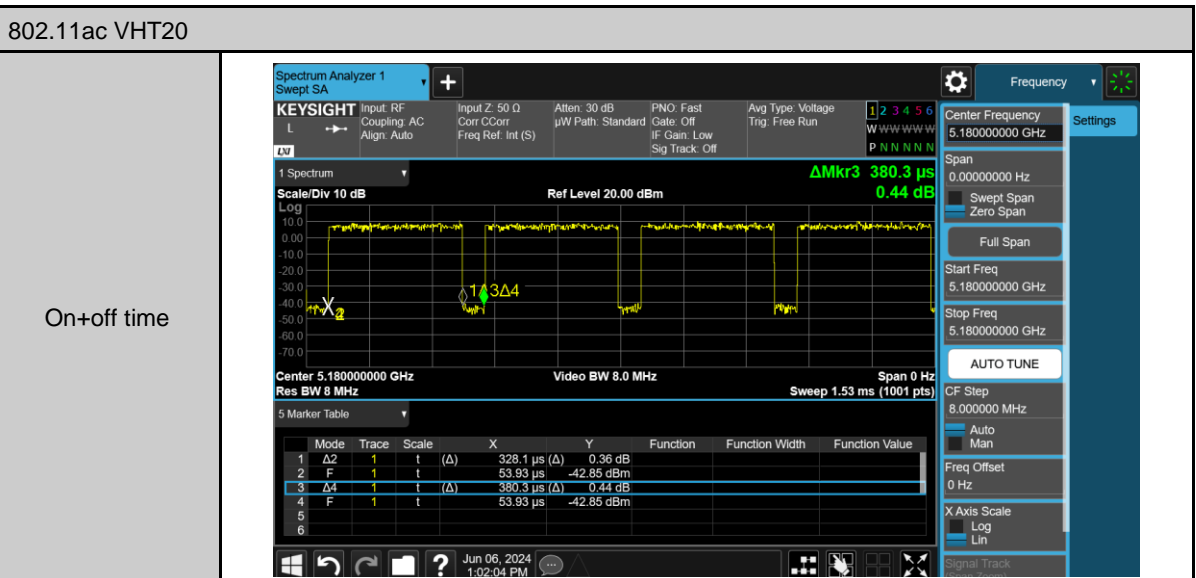 802.11ac VHT20
On+off time
Spectrum Analyzer 1
Swept SA
Frequency
KEYSIGHT Input: RF Input Z: 50 Ω Atten: 30 dB PNO: Fast Avg Type: Voltage 1 2 3 4 5 6
L Coupling: AC Corr CCorr µW Path: Standard Gate: Off Trig: Free Run W W W W W W
Align: Auto Freq Ref: Int (S) IF Gain: Low
LXI Sig Track: Off P N N N N N
1 Spectrum ΔMkr3 380.3 µs
Scale/Div 10 dB Ref Level 20.00 dBm 0.44 dB
Log
10.0
0.00
-10.0
-20.0
-30.0
-40.0
-50.0
-60.0
-70.0
X 2 1Δ 3Δ4
Center 5.180000000 GHz Video BW 8.0 MHz Span 0 Hz
Res BW 8 MHz Sweep 1.53 ms (1001 pts)
5 Marker Table
Mode Trace Scale X Y Function Function Width Function Value
1 Δ2 1 t (Δ) 328.1 µs (Δ) 0.36 dB
2 F 1 t 53.93 µs -42.85 dBm
3 Δ4 1 t (Δ) 380.3 µs (Δ) 0.44 dB
4 F 1 t 53.93 µs -42.85 dBm
5
6
? Jun 06, 2024
1:02:04 PM
Center Frequency
5.180000000 GHz
Settings
Span
0.00000000 Hz
Swept Span
Zero Span
Full Span
Start Freq
5.180000000 GHz
Stop Freq
5.180000000 GHz
AUTO TUNE
CF Step
8.000000 MHz
Auto
Man
Freq Offset
0 Hz
X Axis Scale
Log
Lin
Signal Track
(Span Zoom)